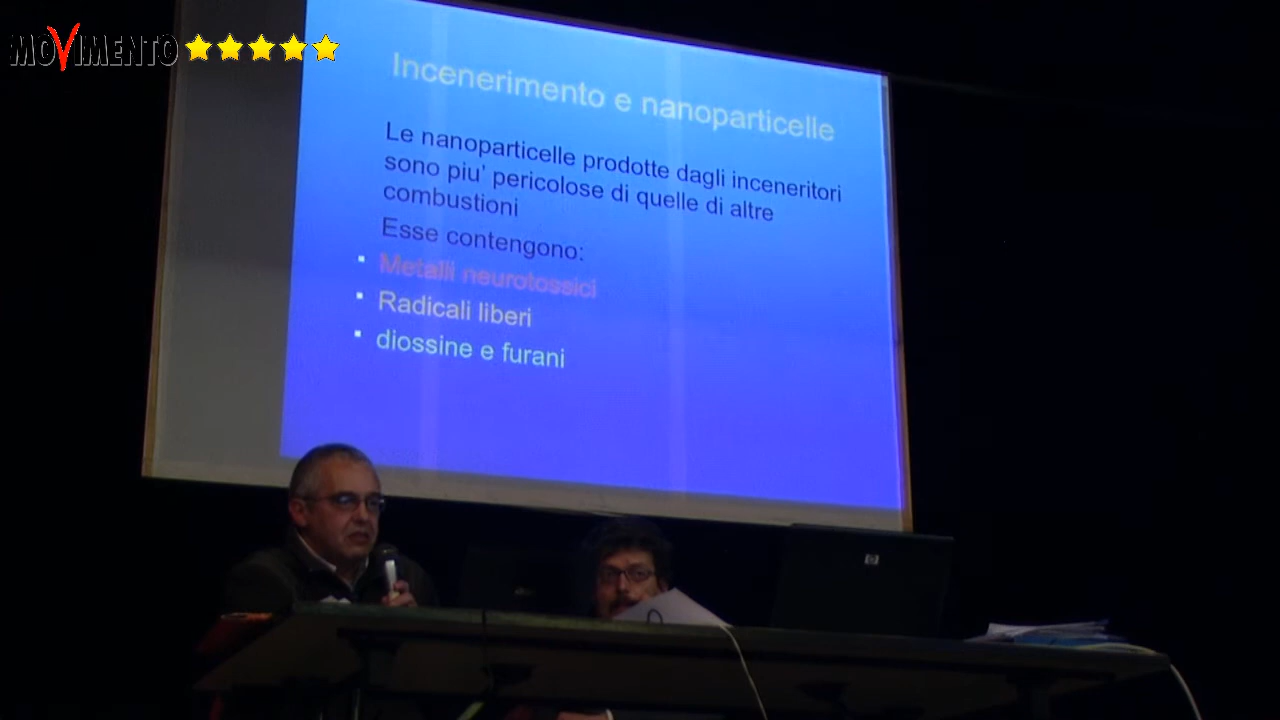 MOVIMENTO
Incenerimento e nanoparticelle
Le nanoparticelle prodotte dagli inceneritori
sono piu' pericolose di quelle di altre
combustioni
Esse contengono:
Metalli neurotossici
Radicali liberi
diossine e furani
hp